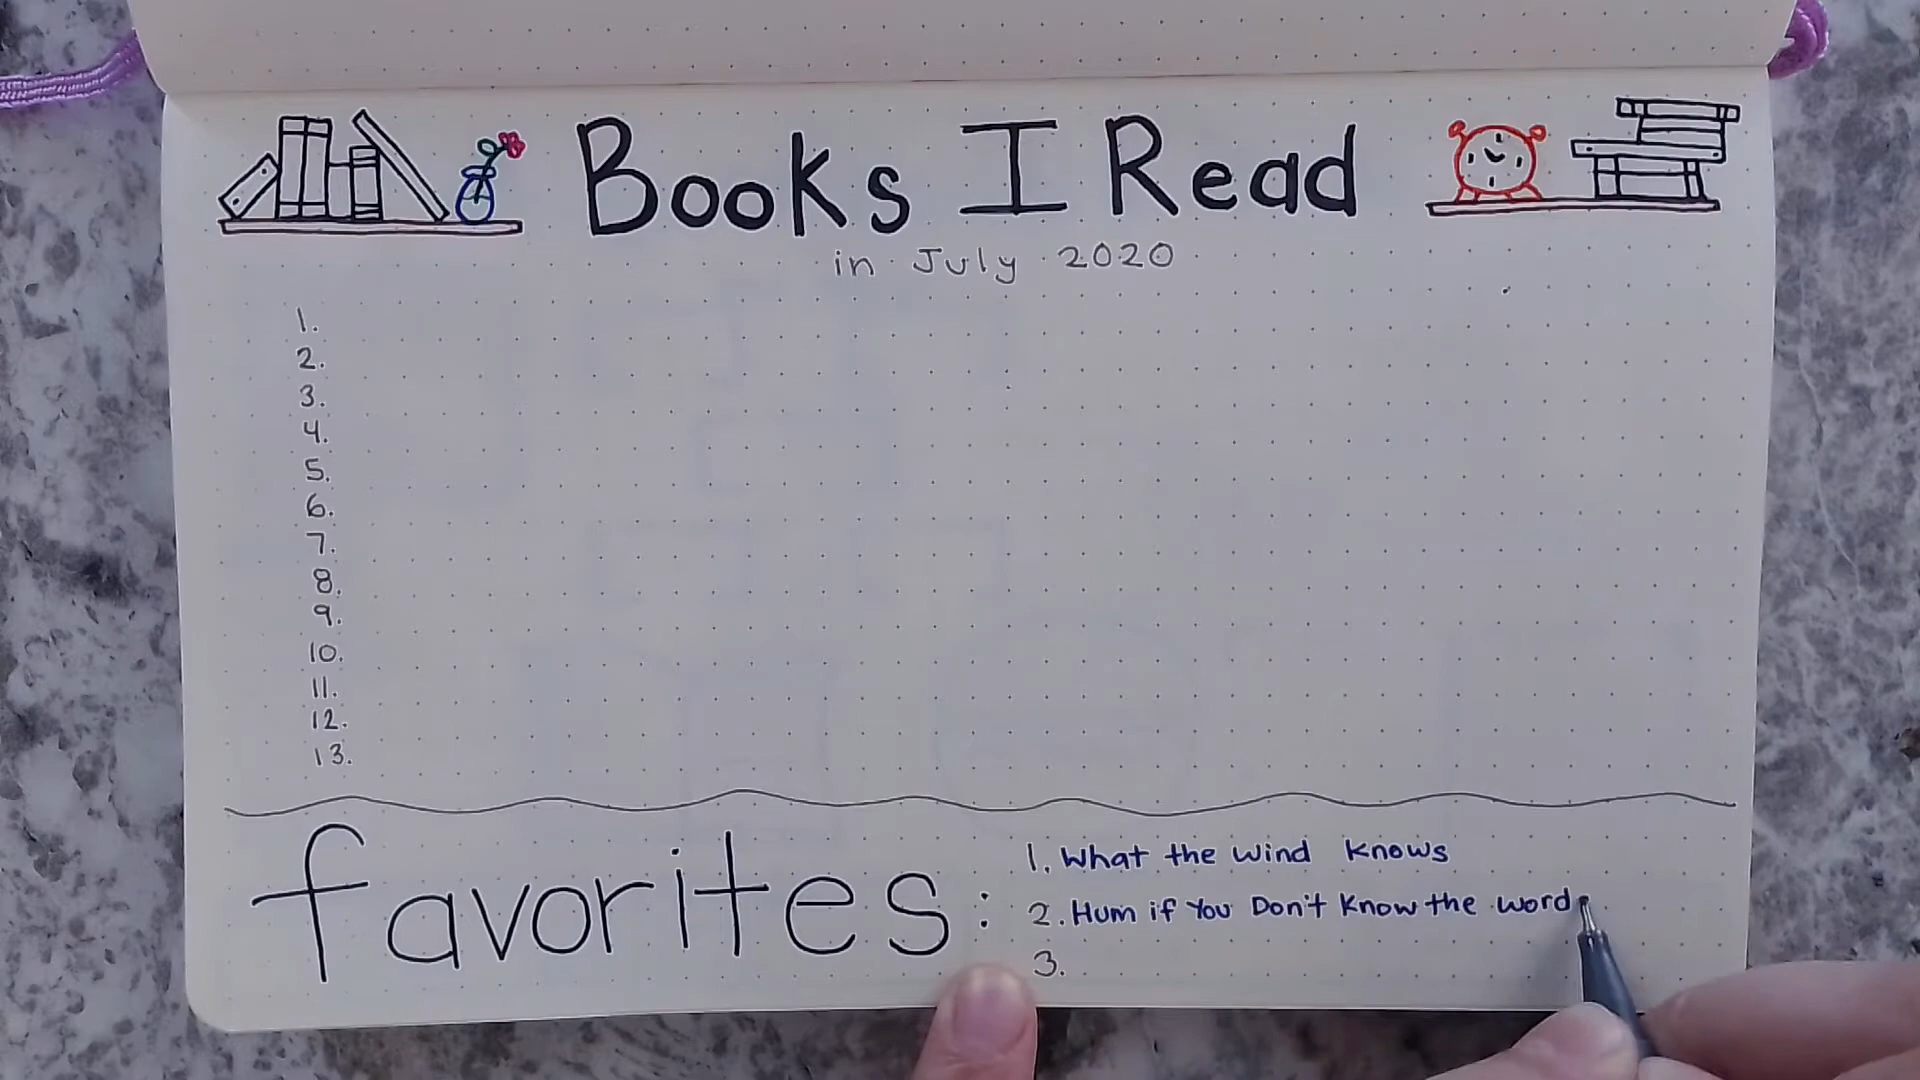 Books I Read
in July 2020
1.
2.
3.
4.
5.
6.
7.
8.
9.
10.
11.
12.
13.
favorites:
1. What the Wind Knows
2. Hum if You Don't Know the Word
3.